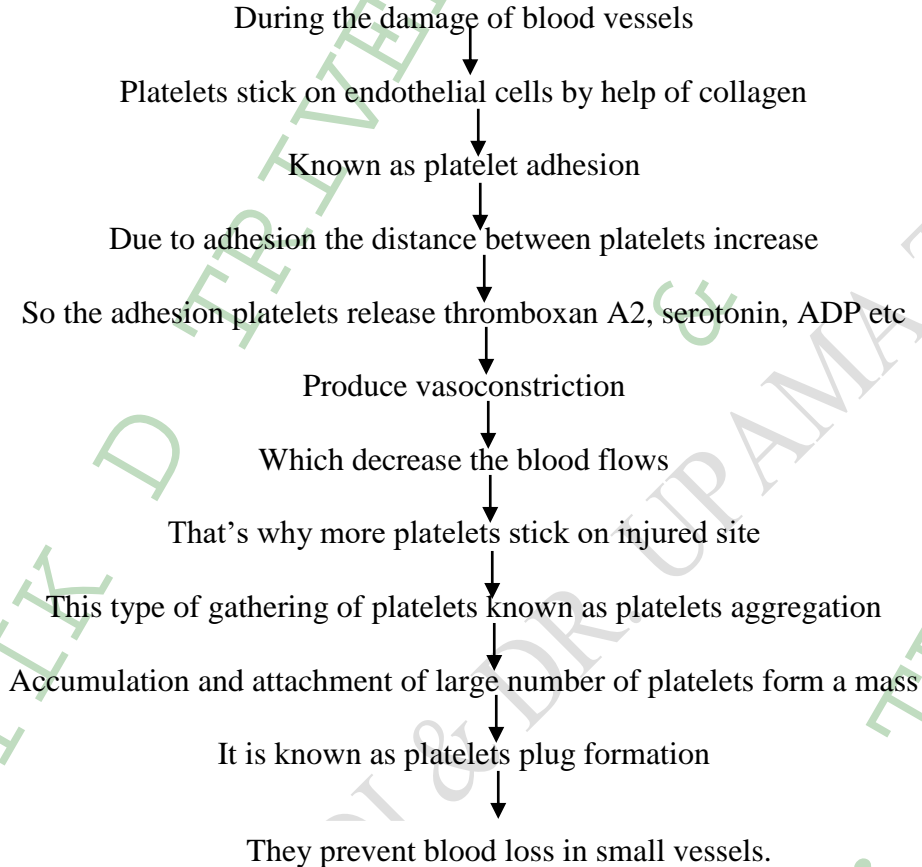 During the damage of blood vessels
Platelets stick on endothelial cells by help of collagen
Known as platelet adhesion
Due to adhesion the distance between platelets increase
So the adhesion platelets release thromboxan A2, serotonin, ADP etc
Produce vasoconstriction
Which decrease the blood flows
That's why more platelets stick on injured site
This type of gathering of platelets known as platelets aggregation
Accumulation and attachment of large number of platelets form a mass
It is known as platelets plug formation
They prevent blood loss in small vessels.